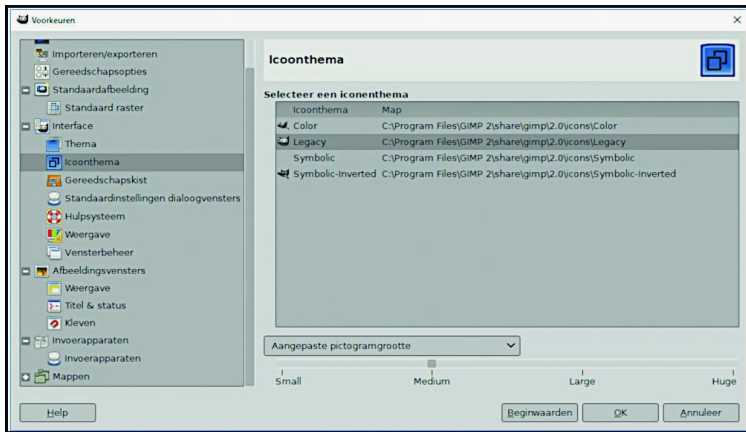 Voorkeuren
Importeren/exporteren
Gereedschapsopties
Standaardafbeelding
Standaard raster
Interface
Thema
Icoonthema
Gereedschapskist
Standaardinstellingen dialoogvensters
Hulpsysteem
Weergave
Vensterbeheer
Afbeeldingsvensters
Weergave
Titel & status
Kleven
Invoerapparaten
Invoerapparaten
Mappen
Icoonthema
Selecteer een iconenthema
Icoonthema Map
Color C:\Program Files\GIMP 2\share\gimp\2.0\icons\Color
Legacy C:\Program Files\GIMP 2\share\gimp\2.0\icons\Legacy
Symbolic C:\Program Files\GIMP 2\share\gimp\2.0\icons\Symbolic
Symbolic-Inverted C:\Program Files\GIMP 2\share\gimp\2.0\icons\Symbolic-Inverted
Aangepaste pictogramgrootte
Small Medium Large Huge
Help Beginwaarden OK Annuleer